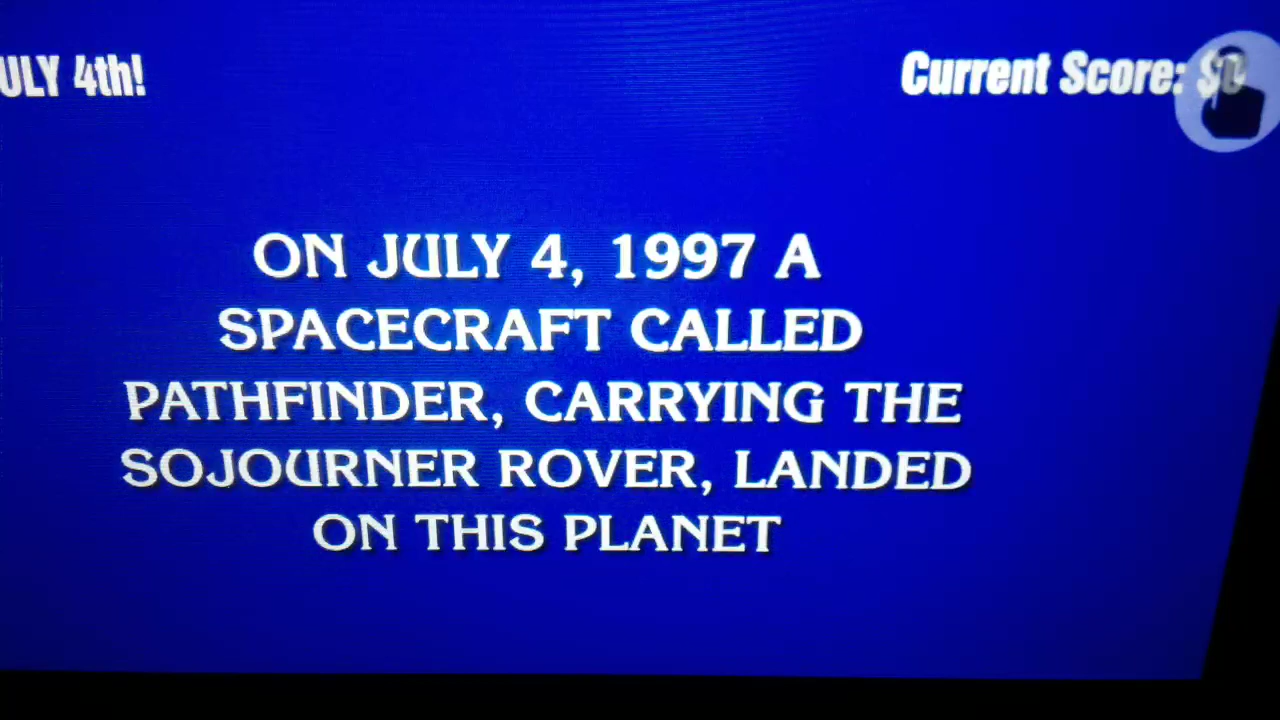 ULY 4th!
Current Score: $0
ON JULY 4, 1997 A
SPACECRAFT CALLED
PATHFINDER, CARRYING THE
SOJOURNER ROVER, LANDED
ON THIS PLANET